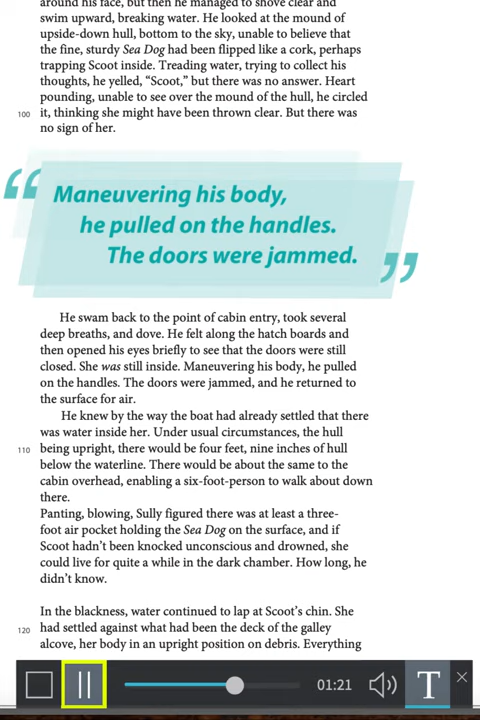 around his face, but then he managed to shove clear and
swim upward, breaking water. He looked at the mound of
upside-down hull, bottom to the sky, unable to believe that
the fine, sturdy Sea Dog had been flipped like a cork, perhaps
trapping Scoot inside. Treading water, trying to collect his
thoughts, he yelled, “Scoot,” but there was no answer. Heart
pounding, unable to see over the mound of the hull, he circled
100 it, thinking she might have been thrown clear. But there was
no sign of her.
“Maneuvering his body,
he pulled on the handles.
The doors were jammed.”
He swam back to the point of cabin entry, took several
deep breaths, and dove. He felt along the hatch boards and
then opened his eyes briefly to see that the doors were still
closed. She was still inside. Maneuvering his body, he pulled
on the handles. The doors were jammed, and he returned to
the surface for air.
He knew by the way the boat had already settled that there
was water inside her. Under usual circumstances, the hull
110 being upright, there would be four feet, nine inches of hull
below the waterline. There would be about the same to the
cabin overhead, enabling a six-foot-person to walk about down
there.
Panting, blowing, Sully figured there was at least a three-
foot air pocket holding the Sea Dog on the surface, and if
Scoot hadn’t been knocked unconscious and drowned, she
could live for quite a while in the dark chamber. How long, he
didn’t know.
In the blackness, water continued to lap at Scoot’s chin. She
120 had settled against what had been the deck of the galley
alcove, her body in an upright position on debris. Everything
01:21 T